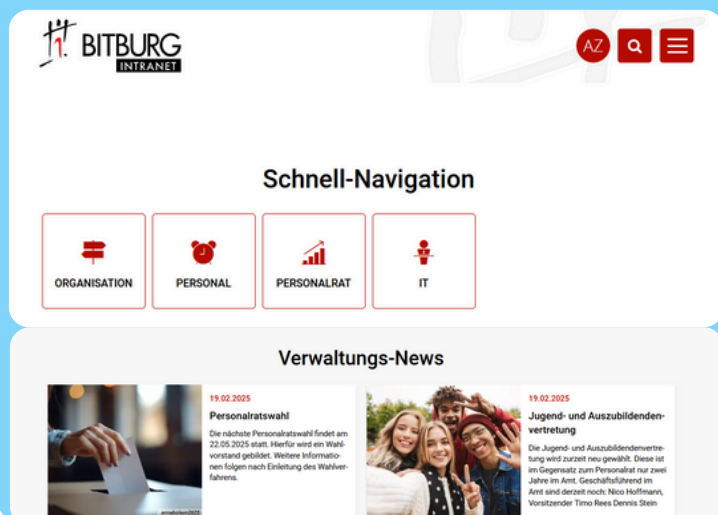 BITBURG
INTRANET
AZ
Schnell-Navigation
ORGANISATION
PERSONAL
PERSONALRAT
IT
Verwaltungs-News
19.02.2025
Personalratswahl
Die nächste Personalratswahl findet am
22.05.2025 statt. Hierfür wird ein Wahl-
vorstand gebildet. Weitere Informatio-
nen folgen nach Einleitung des Wahlver-
fahrens.
19.02.2025
Jugend- und Auszubildenden-
vertretung
Die Jugend- und Auszubildendenvertre-
tung wird zurzeit neu gewählt. Diese ist
im Gegensatz zum Personalrat nur zwei
Jahre im Amt. Geschäftsführend im
Amt sind derzeit noch: Nico Hoffmann,
Vorsitzender Timo Rees Dennis Stein